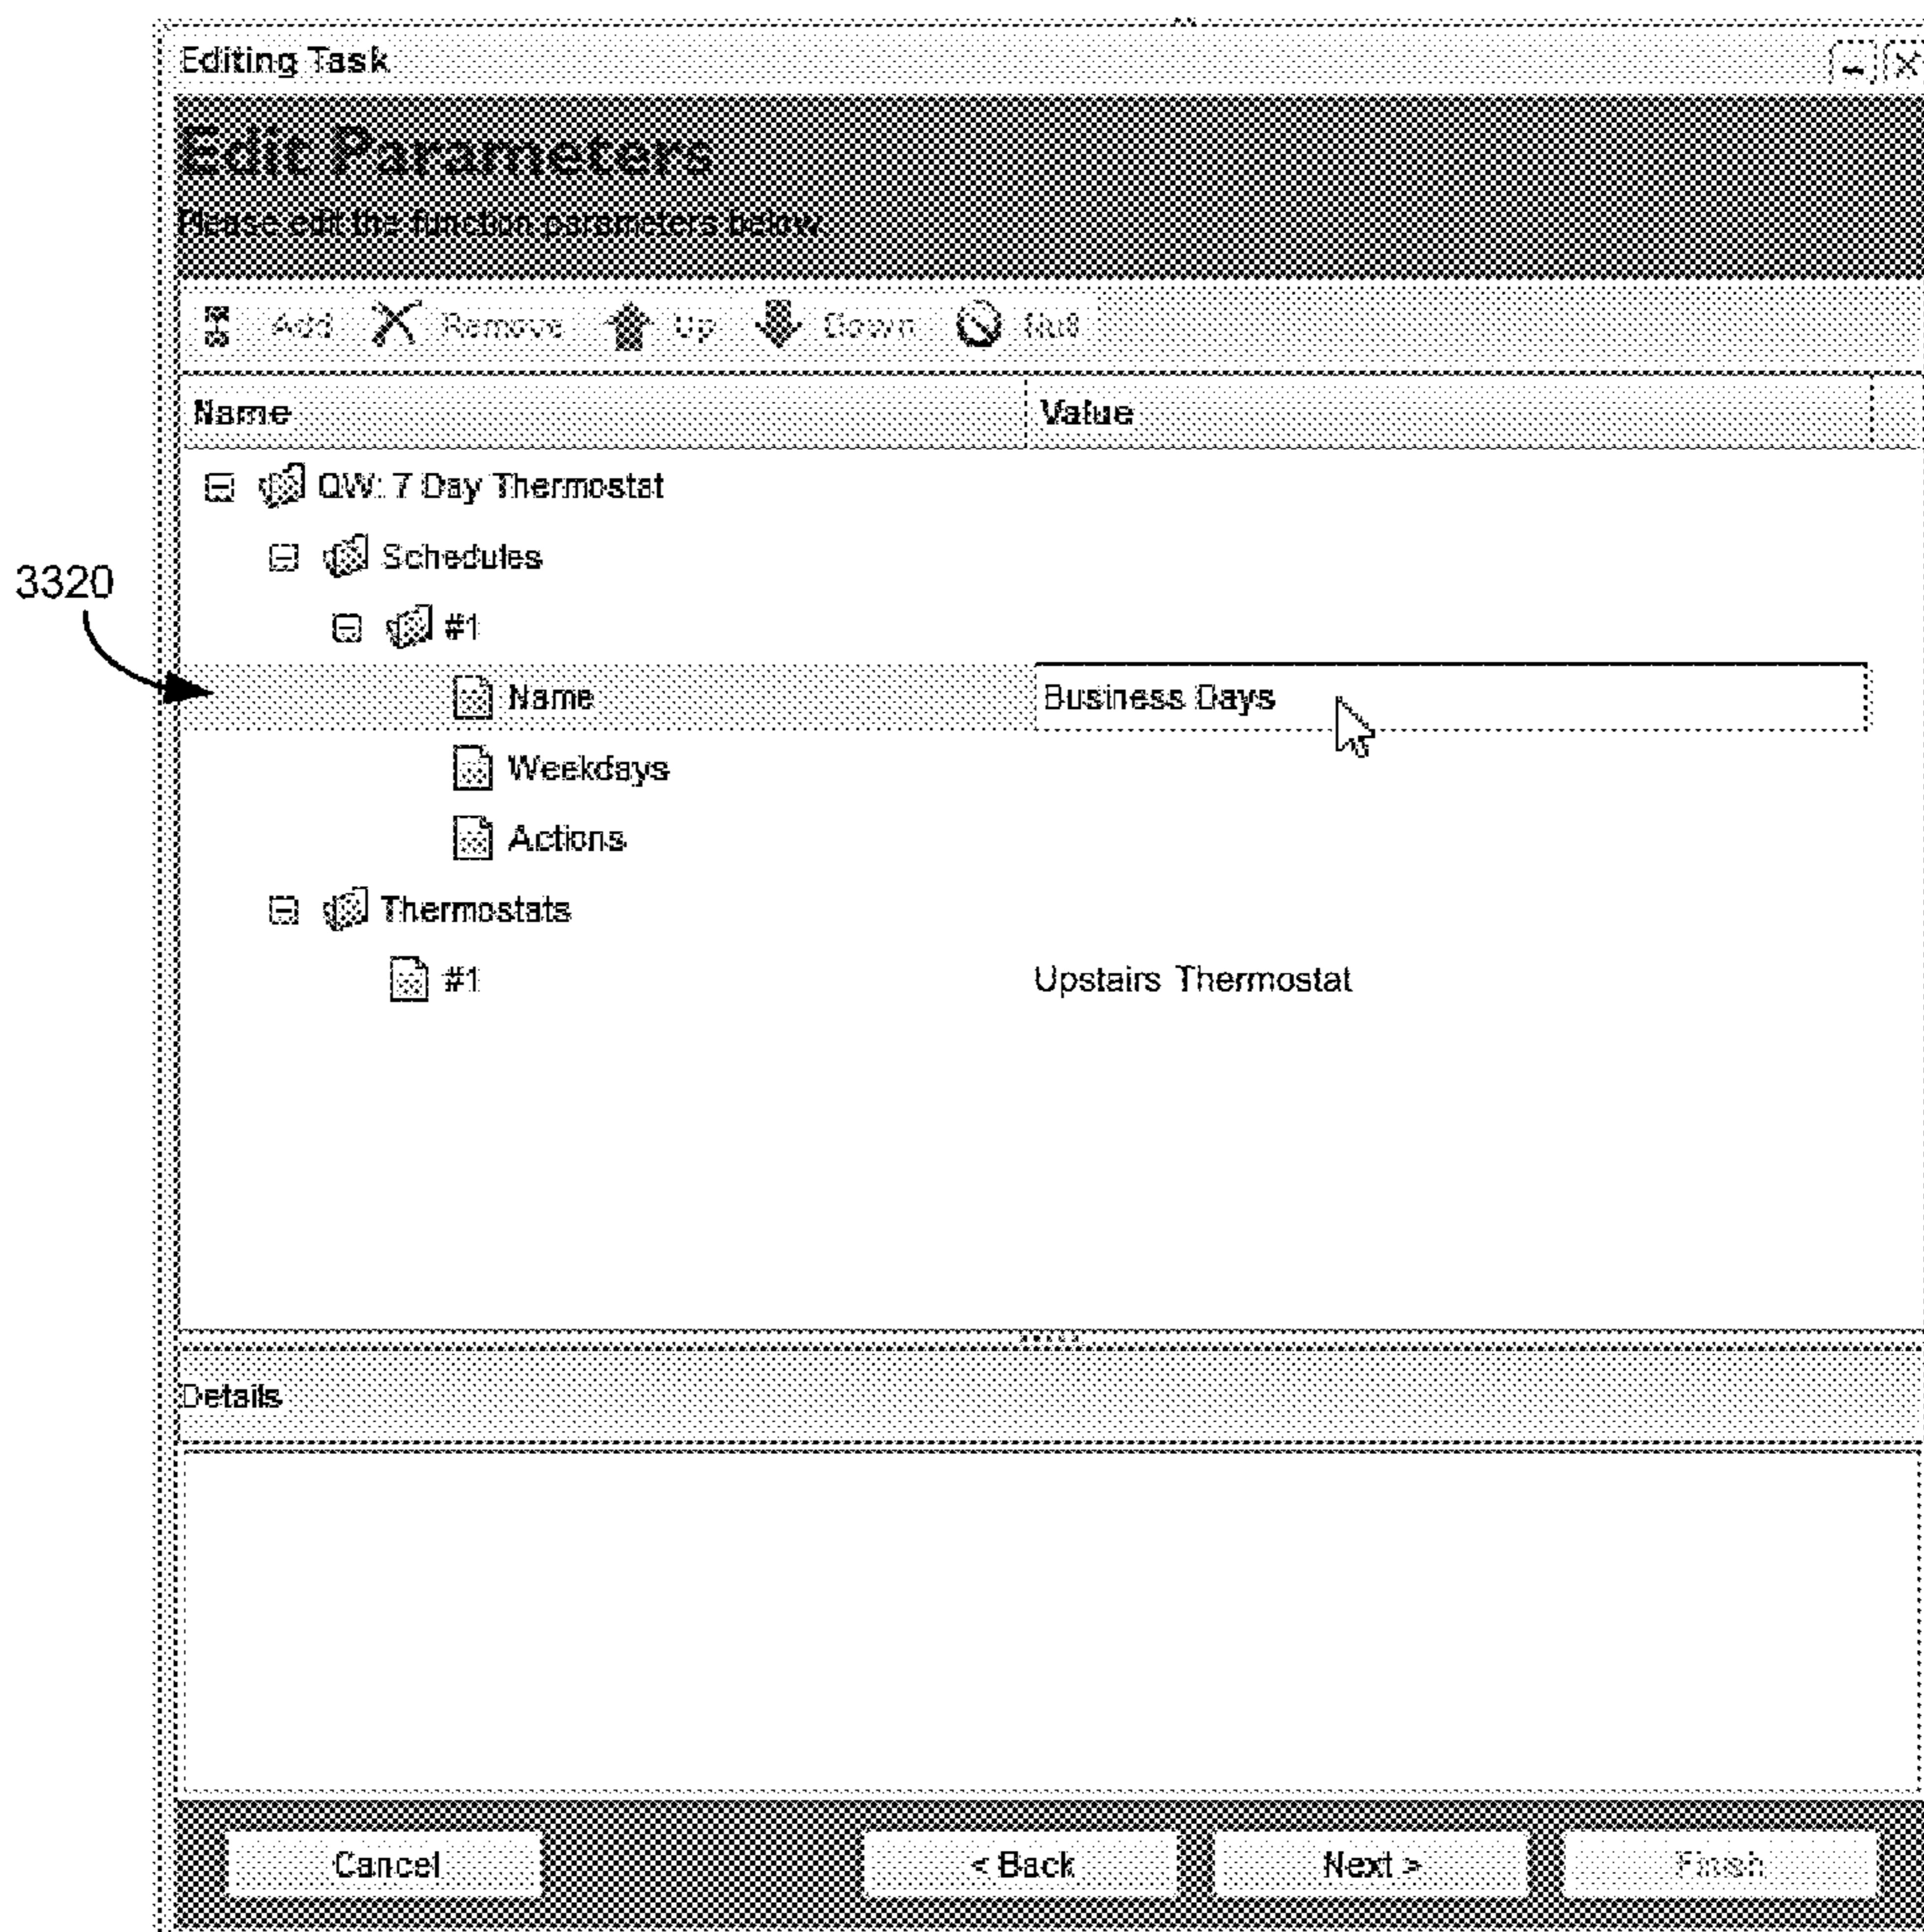 Editing Task
Edit Parameters
Please edit the function parameters below.
Add Remove Up Down Null
Name Value
QW: 7 Day Thermostat
Schedules
#1
3320
Name Business Days
Weekdays
Actions
Thermostats
#1 Upstairs Thermostat
Details
Cancel < Back Next > Finish